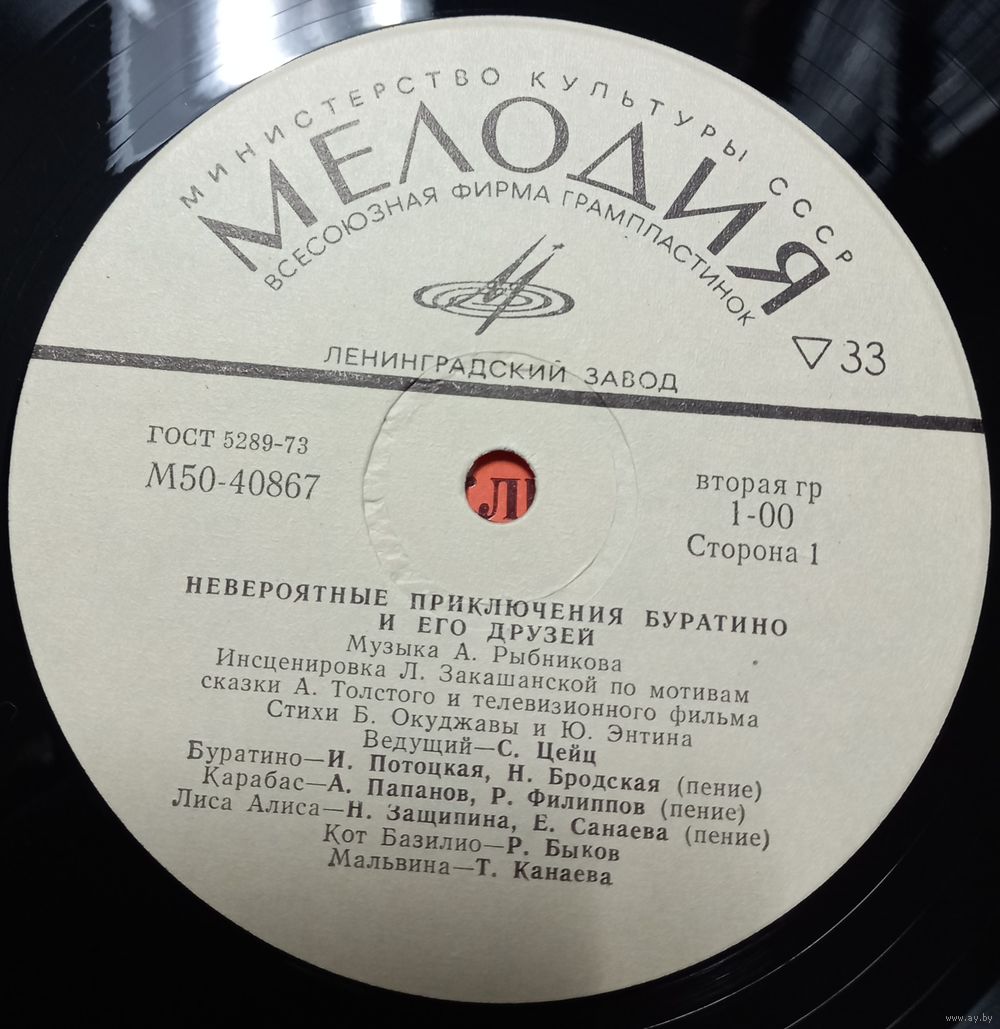 МИНИСТЕРСТВО КУЛЬТУРЫ СССР
МЕЛОДИЯ
ВСЕСОЮЗНАЯ ФИРМА ГРАМПЛАСТИНОК
ЛЕНИНГРАДСКИЙ ЗАВОД
▽ 33
ГОСТ 5289-73
М50-40867
вторая гр
1-00
Сторона 1
НЕВЕРОЯТНЫЕ ПРИКЛЮЧЕНИЯ БУРАТИНО
И ЕГО ДРУЗЕЙ
Музыка А. Рыбникова
Инсценировка Л. Закашанской по мотивам
сказки А. Толстого и телевизионного фильма
Стихи Б. Окуджавы и Ю. Энтина
Ведущий—С. Цейц
Буратино—И. Потоцкая, Н. Бродская (пение)
Карабас—А. Папанов, Р. Филиппов (пение)
Лиса Алиса—Н. Защипина, Е. Санаева (пение)
Кот Базилио—Р. Быков
Мальвина—Т. Канаева
www.ay.by